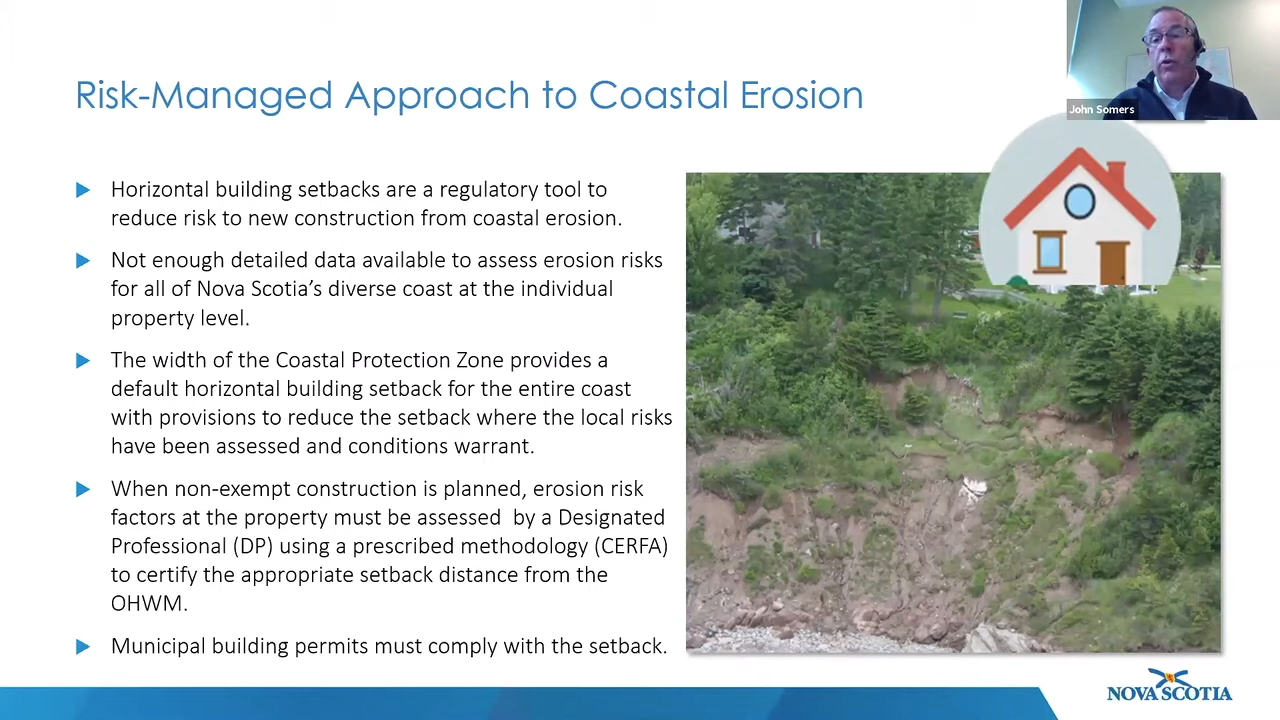 John Somers
Risk-Managed Approach to Coastal Erosion
Horizontal building setbacks are a regulatory tool to
reduce risk to new construction from coastal erosion.
Not enough detailed data available to assess erosion risks
for all of Nova Scotia’s diverse coast at the individual
property level.
The width of the Coastal Protection Zone provides a
default horizontal building setback for the entire coast
with provisions to reduce the setback where the local risks
have been assessed and conditions warrant.
When non-exempt construction is planned, erosion risk
factors at the property must be assessed by a Designated
Professional (DP) using a prescribed methodology (CERFA)
to certify the appropriate setback distance from the
OHWM.
Municipal building permits must comply with the setback.
NOVA SCOTIA